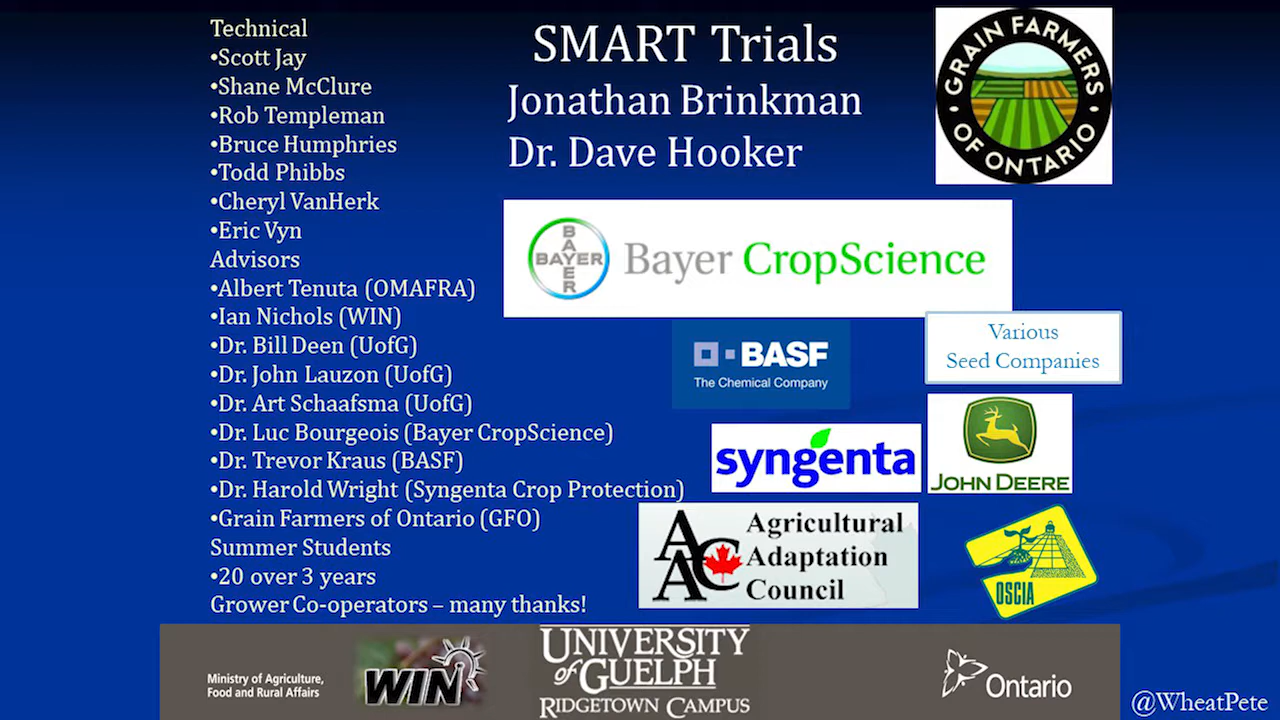 Technical
•Scott Jay
•Shane McClure
•Rob Templeman
•Bruce Humphries
•Todd Phibbs
•Cheryl VanHerk
•Eric Vyn
Advisors
•Albert Tenuta (OMAFRA)
•Ian Nichols (WIN)
•Dr. Bill Deen (UofG)
•Dr. John Lauzon (UofG)
•Dr. Art Schaafsma (UofG)
•Dr. Luc Bourgeois (Bayer CropScience)
•Dr. Trevor Kraus (BASF)
•Dr. Harold Wright (Syngenta Crop Protection)
•Grain Farmers of Ontario (GFO)
Summer Students
•20 over 3 years
Grower Co-operators – many thanks!
SMART Trials
Jonathan Brinkman
Dr. Dave Hooker
GRAIN FARMERS
OF ONTARIO
BAYER
BAYER
Bayer CropScience
BASF
The Chemical Company
Various
Seed Companies
syngenta
JOHN DEERE
AAC
Agricultural
Adaptation
Council
OSCIA
Ministry of Agriculture,
Food and Rural Affairs
WIN
UNIVERSITY
of GUELPH
RIDGETOWN CAMPUS
Ontario
@WheatPete